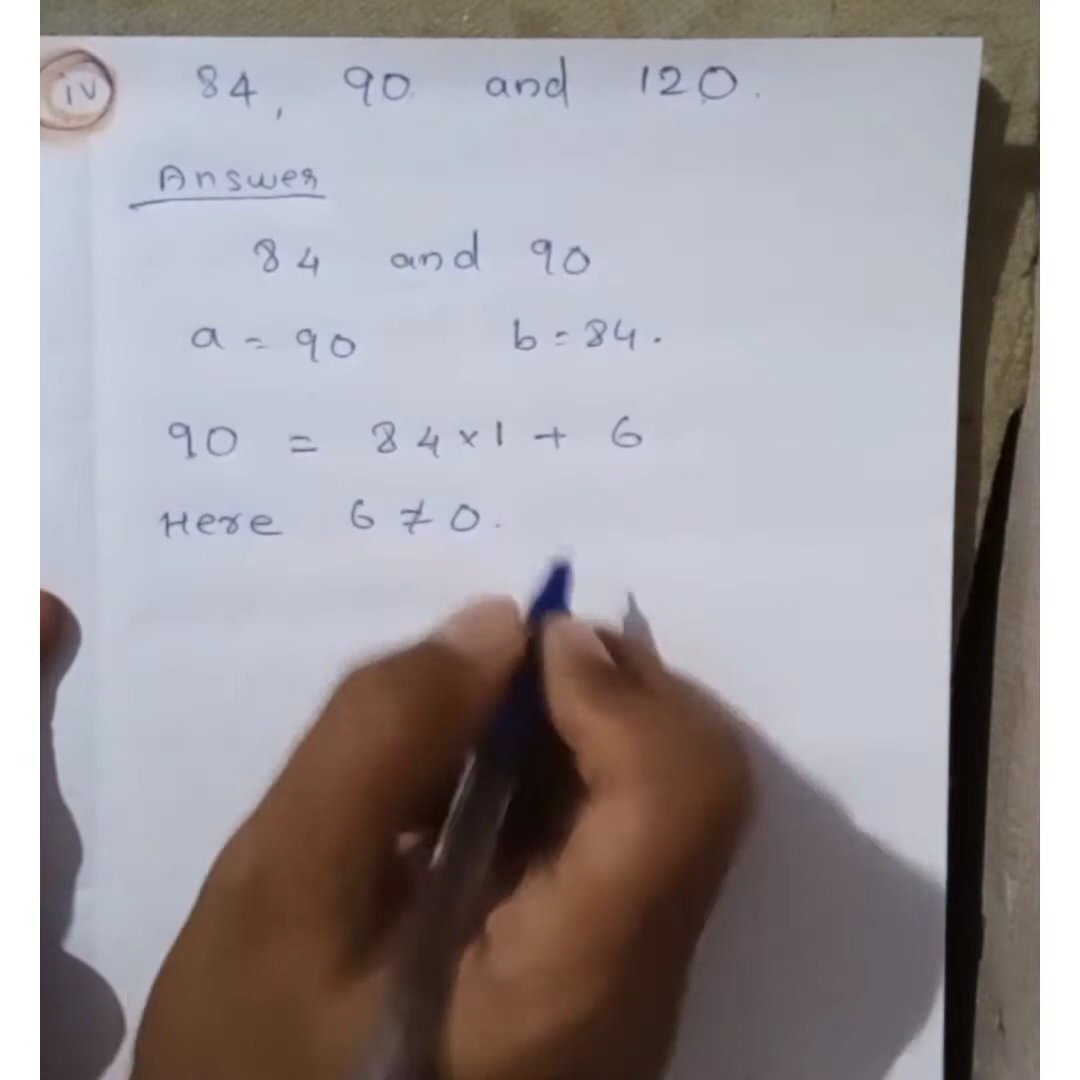 iv 84, 90 and 120.
Answer
84 and 90
a = 90 b = 84.
90 = 84 × 1 + 6
Here 6 ≠ 0.